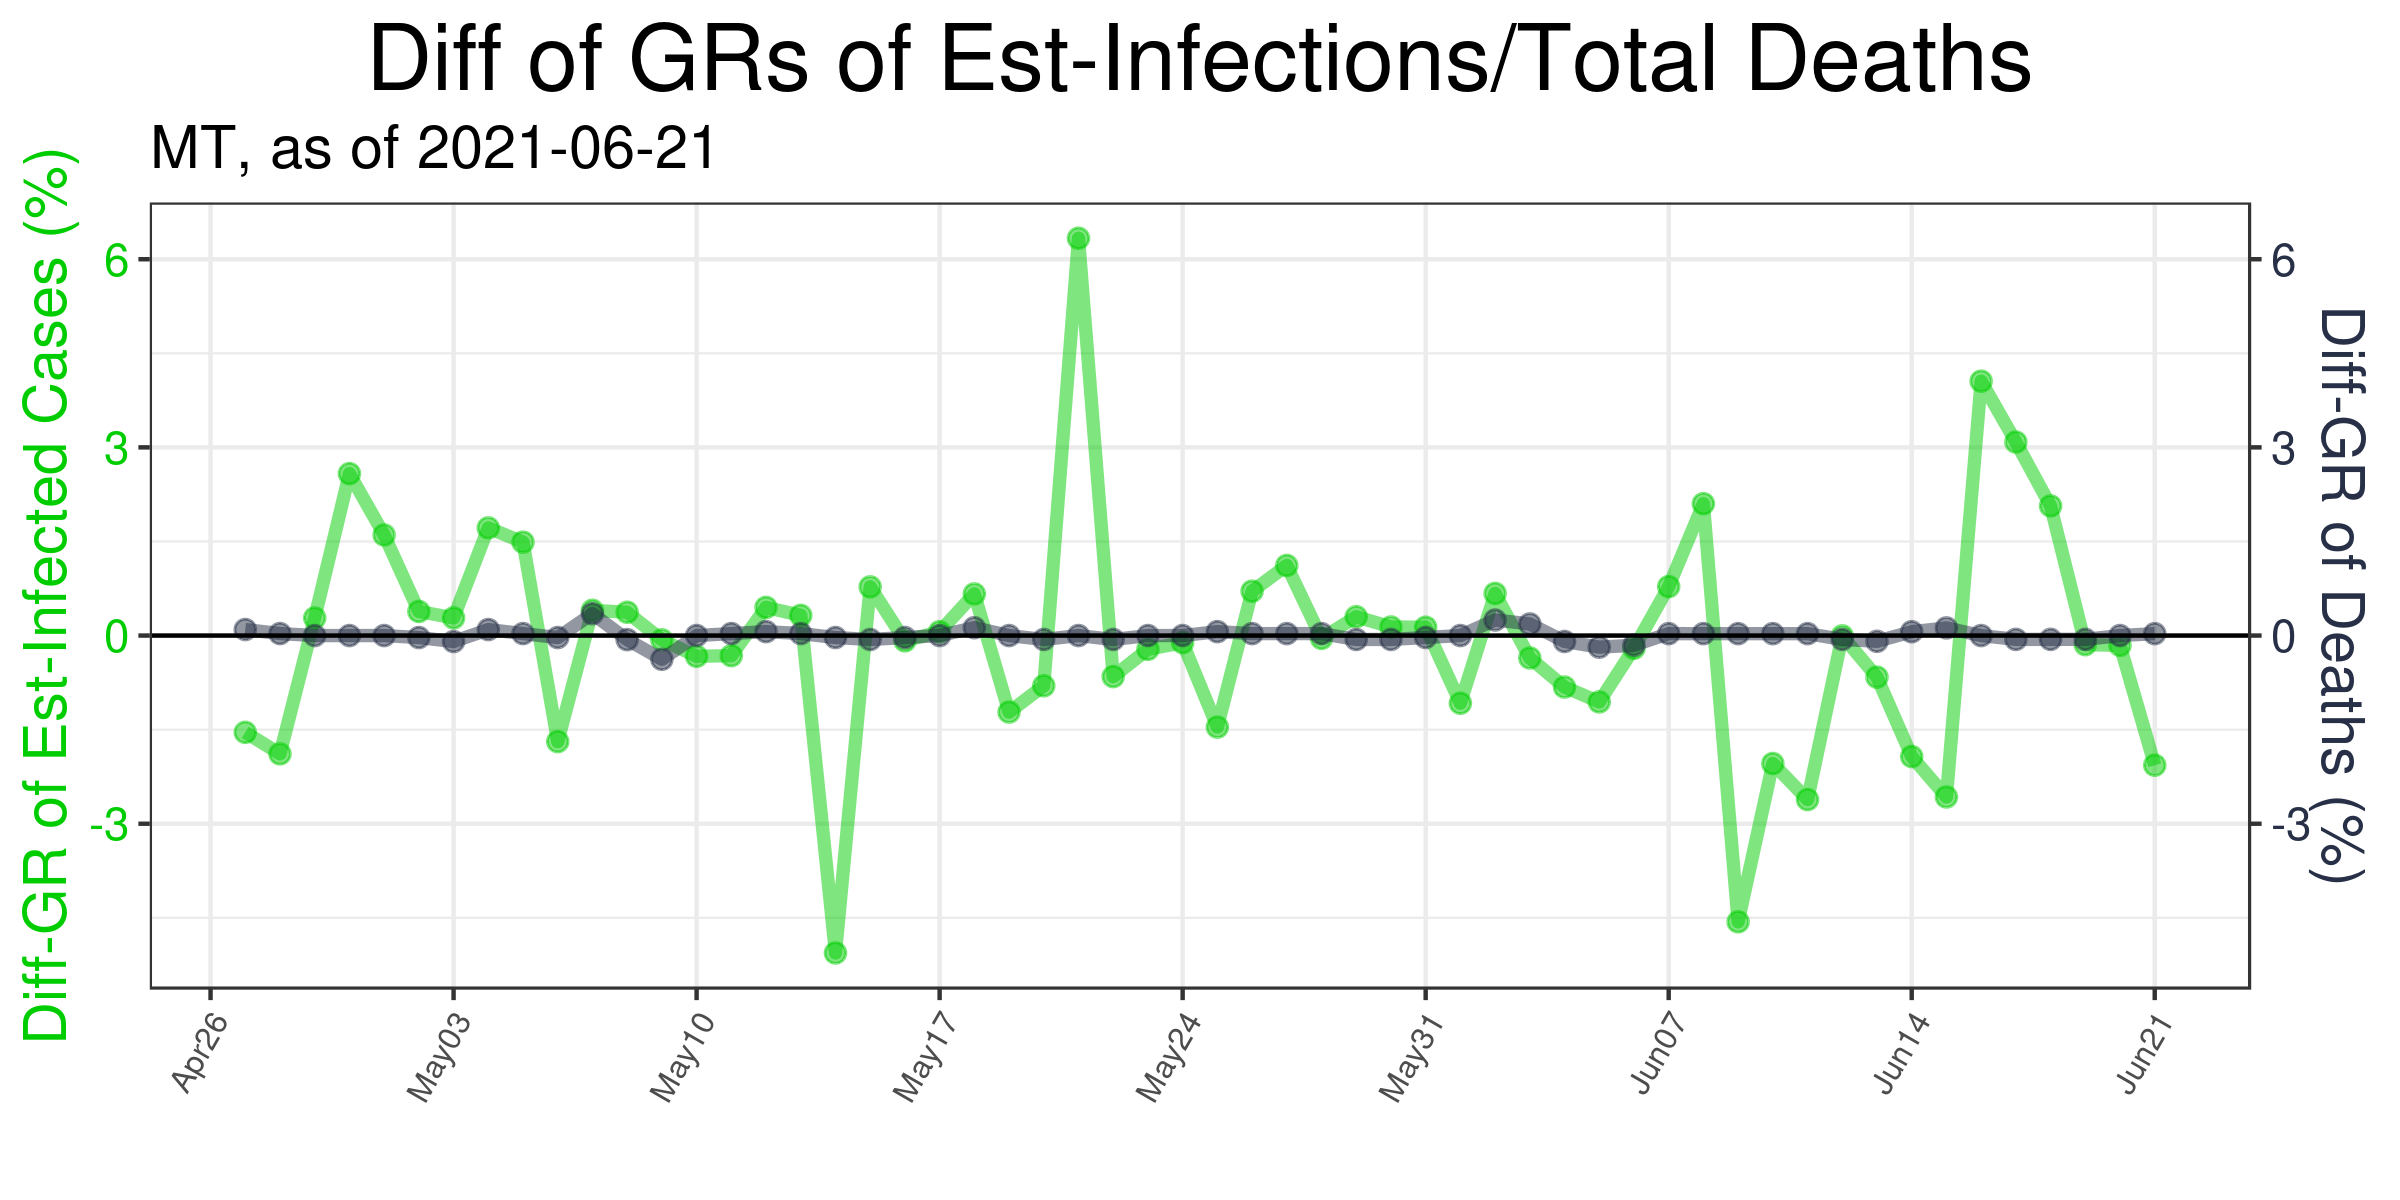 Diff of GRs of Est-Infections/Total Deaths
MT, as of 2021-06-21
Diff-GR of Est-Infected Cases (%)
6
3
0
-3
6
3
0
-3
Diff-GR of Deaths (%)
Apr26
May03
May10
May17
May24
May31
Jun07
Jun14
Jun21